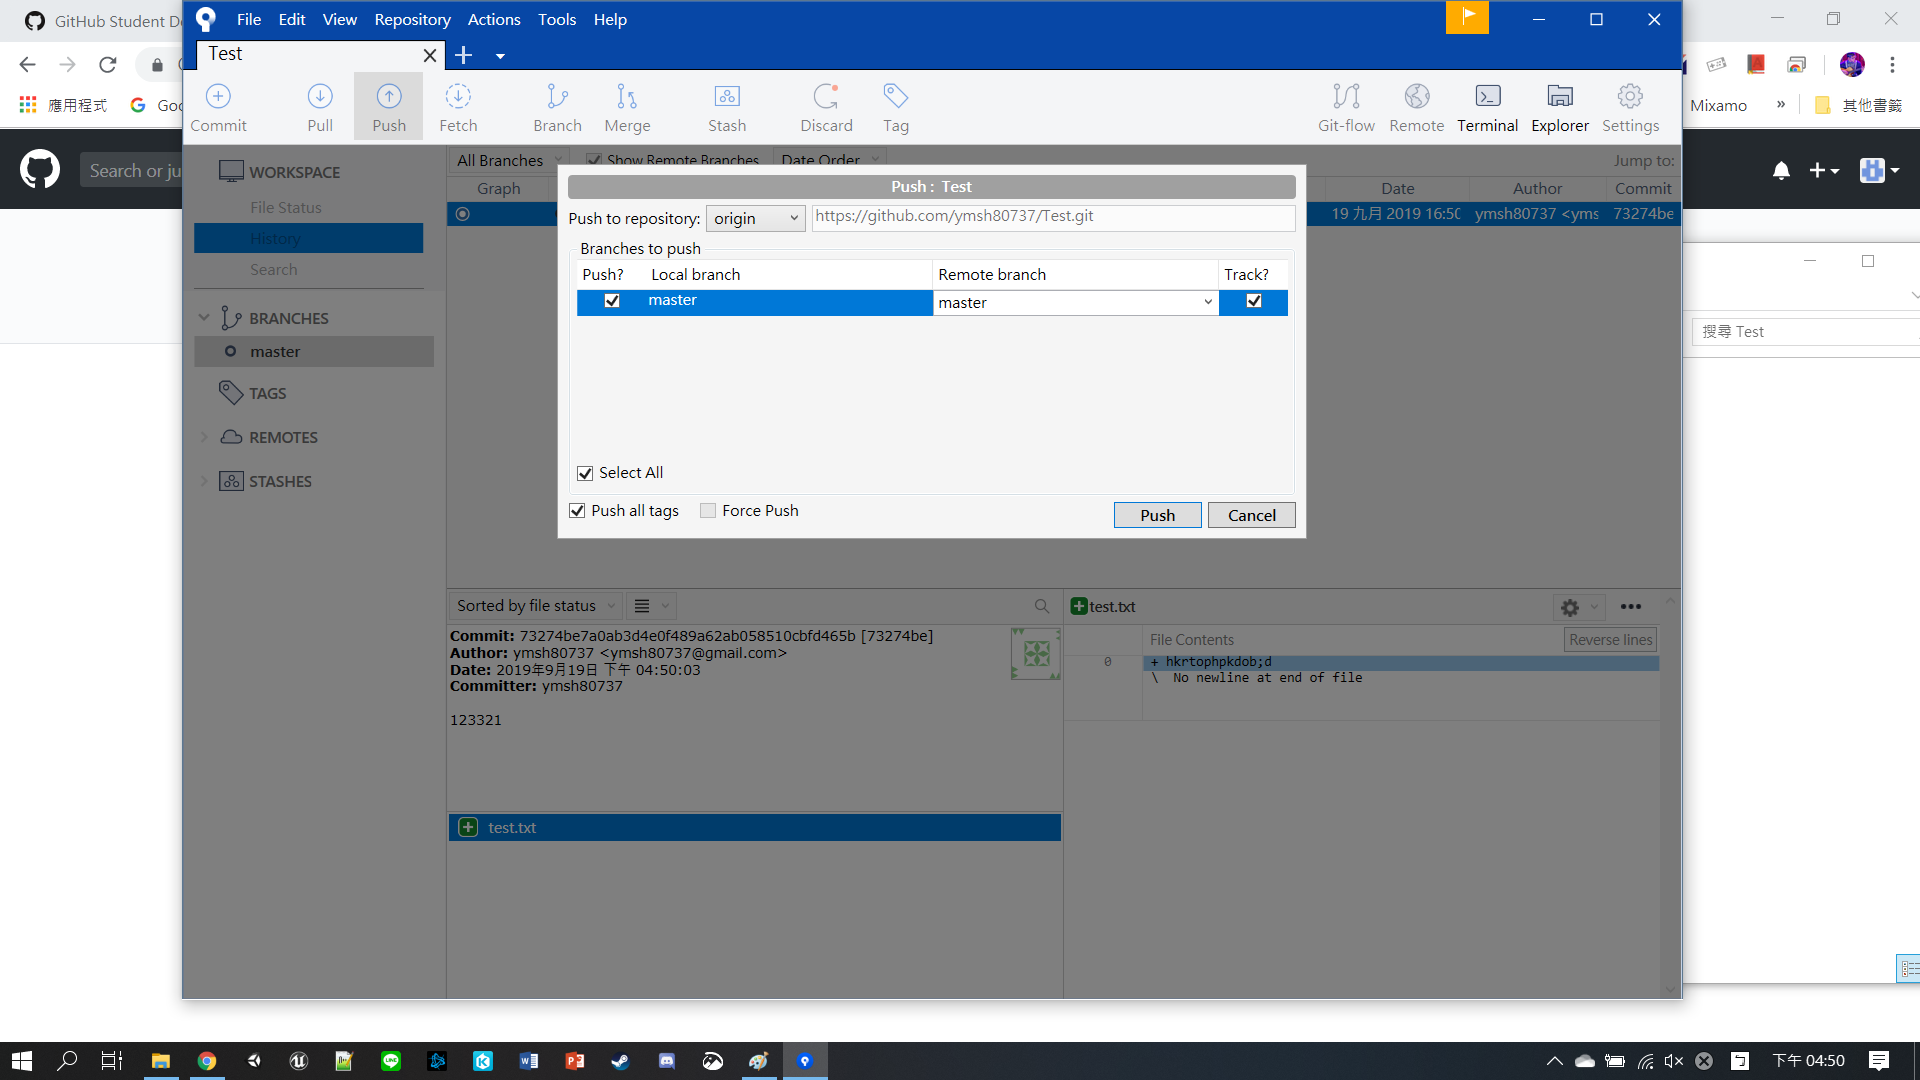 GitHub Student D
File Edit View Repository Actions Tools Help
Test
應用程式
Goo
Mixamo
»
其他書籤
Commit Pull Push Fetch Branch Merge Stash Discard Tag Git-flow Remote Terminal Explorer Settings
Search or ju
WORKSPACE
File Status
History
Search
BRANCHES
master
TAGS
REMOTES
STASHES
All Branches Show Remote Branches Date Order Jump to:
Graph Date Author Commit
19 九月 2019 16:50 ymsh80737 <yms 73274be
Push : Test
Push to repository: origin https://github.com/ymsh80737/Test.git
Branches to push
Push? Local branch Remote branch Track?
master master
Select All
Push all tags Force Push Push Cancel
搜尋 Test
Sorted by file status
Commit: 73274be7a0ab3d4e0f489a62ab058510cbfd465b [73274be]
Author: ymsh80737 <ymsh80737@gmail.com>
Date: 2019年9月19日 下午 04:50:03
Committer: ymsh80737
123321
test.txt
test.txt
File Contents Reverse lines
0 + hkrtophpkdob;d
\ No newline at end of file
下午 04:50